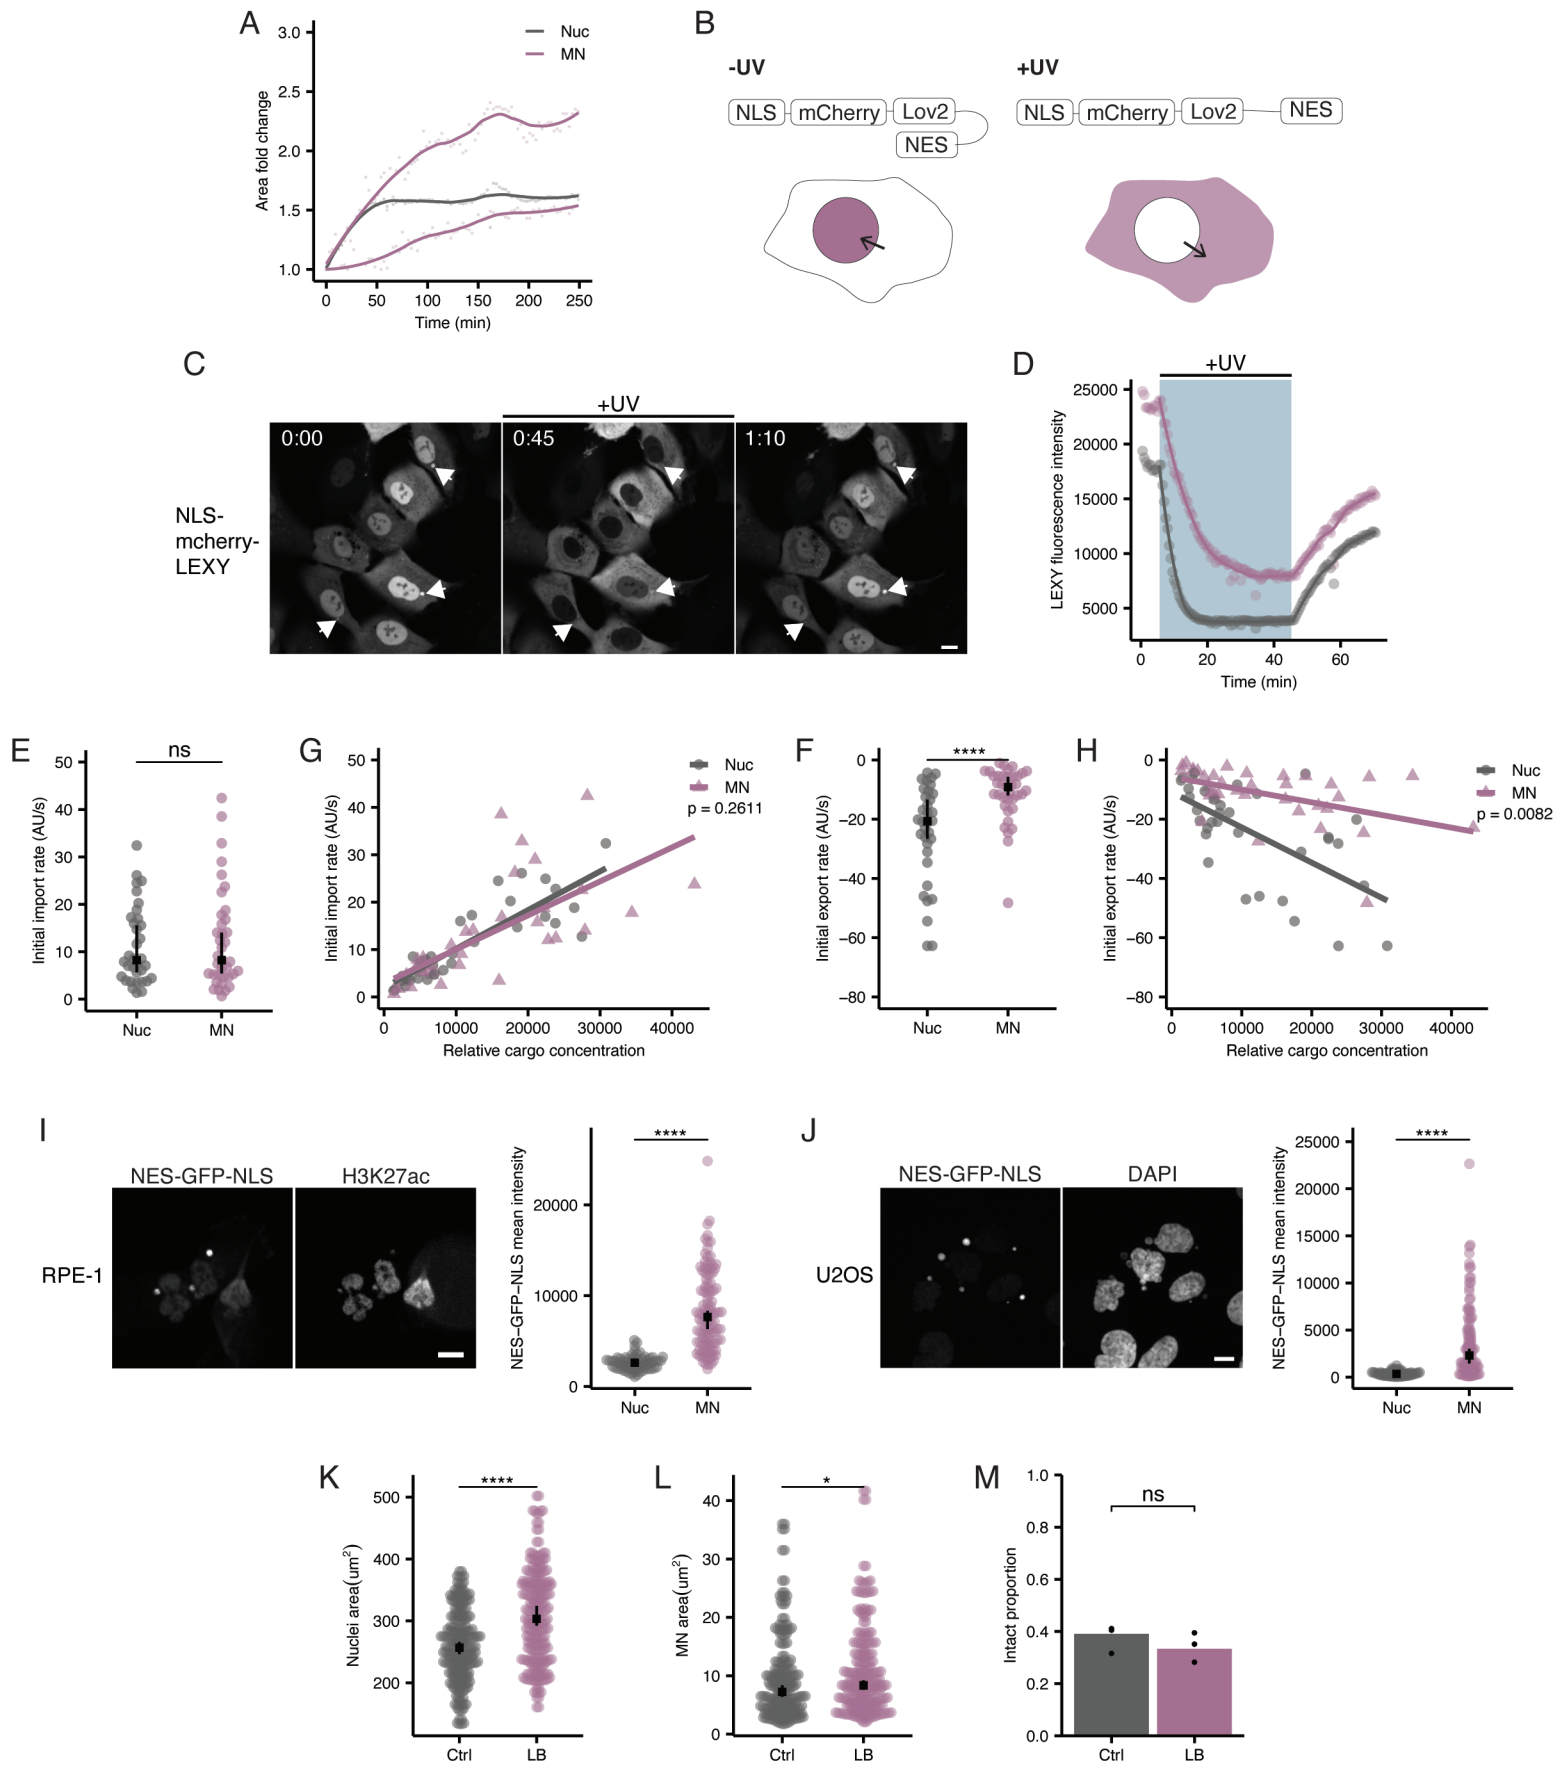 A
3.0
2.5
2.0
1.5
1.0
Area fold change
0 50 100 150 200 250
Time (min)
Nuc
MN
B
-UV
NLS mCherry Lov2
NES
+UV
NLS mCherry Lov2 NES
C
+UV
0:00 0:45 1:10
NLS-
mcherry-
LEXY
D
+UV
25000
20000
15000
10000
5000
LEXY fluorescence intensity
0 20 40 60
Time (min)
E
ns
50
40
30
20
10
0
Initial import rate (AU/s)
Nuc MN
G
50
40
30
20
10
0
Initial import rate (AU/s)
Nuc
MN
p = 0.2611
0 10000 20000 30000 40000
Relative cargo concentration
F
****
0
−20
−40
−60
−80
Initial export rate (AU/s)
Nuc MN
H
0
−20
−40
−60
−80
Initial export rate (AU/s)
Nuc
MN
p = 0.0082
0 10000 20000 30000 40000
Relative cargo concentration
I
NES-GFP-NLS H3K27ac
RPE-1
****
20000
10000
0
NES−GFP−NLS mean intensity
Nuc MN
J
NES-GFP-NLS DAPI
U2OS
****
25000
20000
15000
10000
5000
0
NES−GFP−NLS mean intensity
Nuc MN
K
****
500
400
300
200
Nuclei area(um²)
Ctrl LB
L
*
40
30
20
10
0
MN area(um²)
Ctrl LB
M
ns
1.0
0.8
0.6
0.4
0.2
0.0
Intact proportion
Ctrl LB